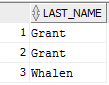 LAST_NAME
1 Grant
2 Grant
3 Whalen